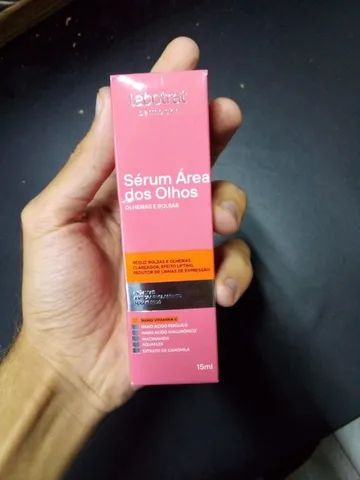 labotrat
Sérum Área
dos Olhos
OLHEIRAS E BOLSAS
REDUZ BOLSAS E OLHEIRAS,
CLAREADOR, EFEITO LIFTING,
REDUTOR DE LINHAS DE EXPRESSÃO
NANO VITAMINA C
NANO ÁCIDO FERÚLICO
NANO ÁCIDO HIALURÔNICO
NIACINAMIDA
AQUAXYL
EXTRATO DE CAMOMILA
15ml